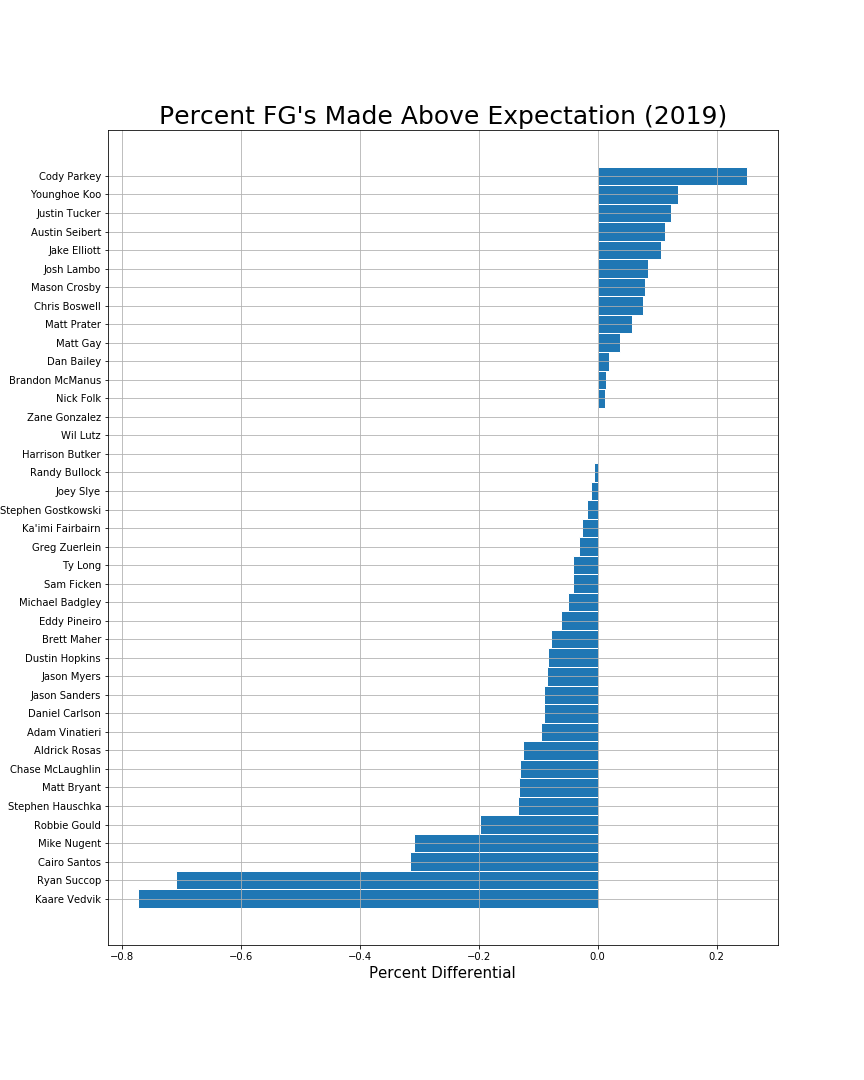 Percent FG's Made Above Expectation (2019)
Cody Parkey
Younghoe Koo
Justin Tucker
Austin Seibert
Jake Elliott
Josh Lambo
Mason Crosby
Chris Boswell
Matt Prater
Matt Gay
Dan Bailey
Brandon McManus
Nick Folk
Zane Gonzalez
Wil Lutz
Harrison Butker
Randy Bullock
Joey Slye
Stephen Gostkowski
Ka'imi Fairbairn
Greg Zuerlein
Ty Long
Sam Ficken
Michael Badgley
Eddy Pineiro
Brett Maher
Dustin Hopkins
Jason Myers
Jason Sanders
Daniel Carlson
Adam Vinatieri
Aldrick Rosas
Chase McLaughlin
Matt Bryant
Stephen Hauschka
Robbie Gould
Mike Nugent
Cairo Santos
Ryan Succop
Kaare Vedvik
−0.8 −0.6 −0.4 −0.2 0.0 0.2
Percent Differential